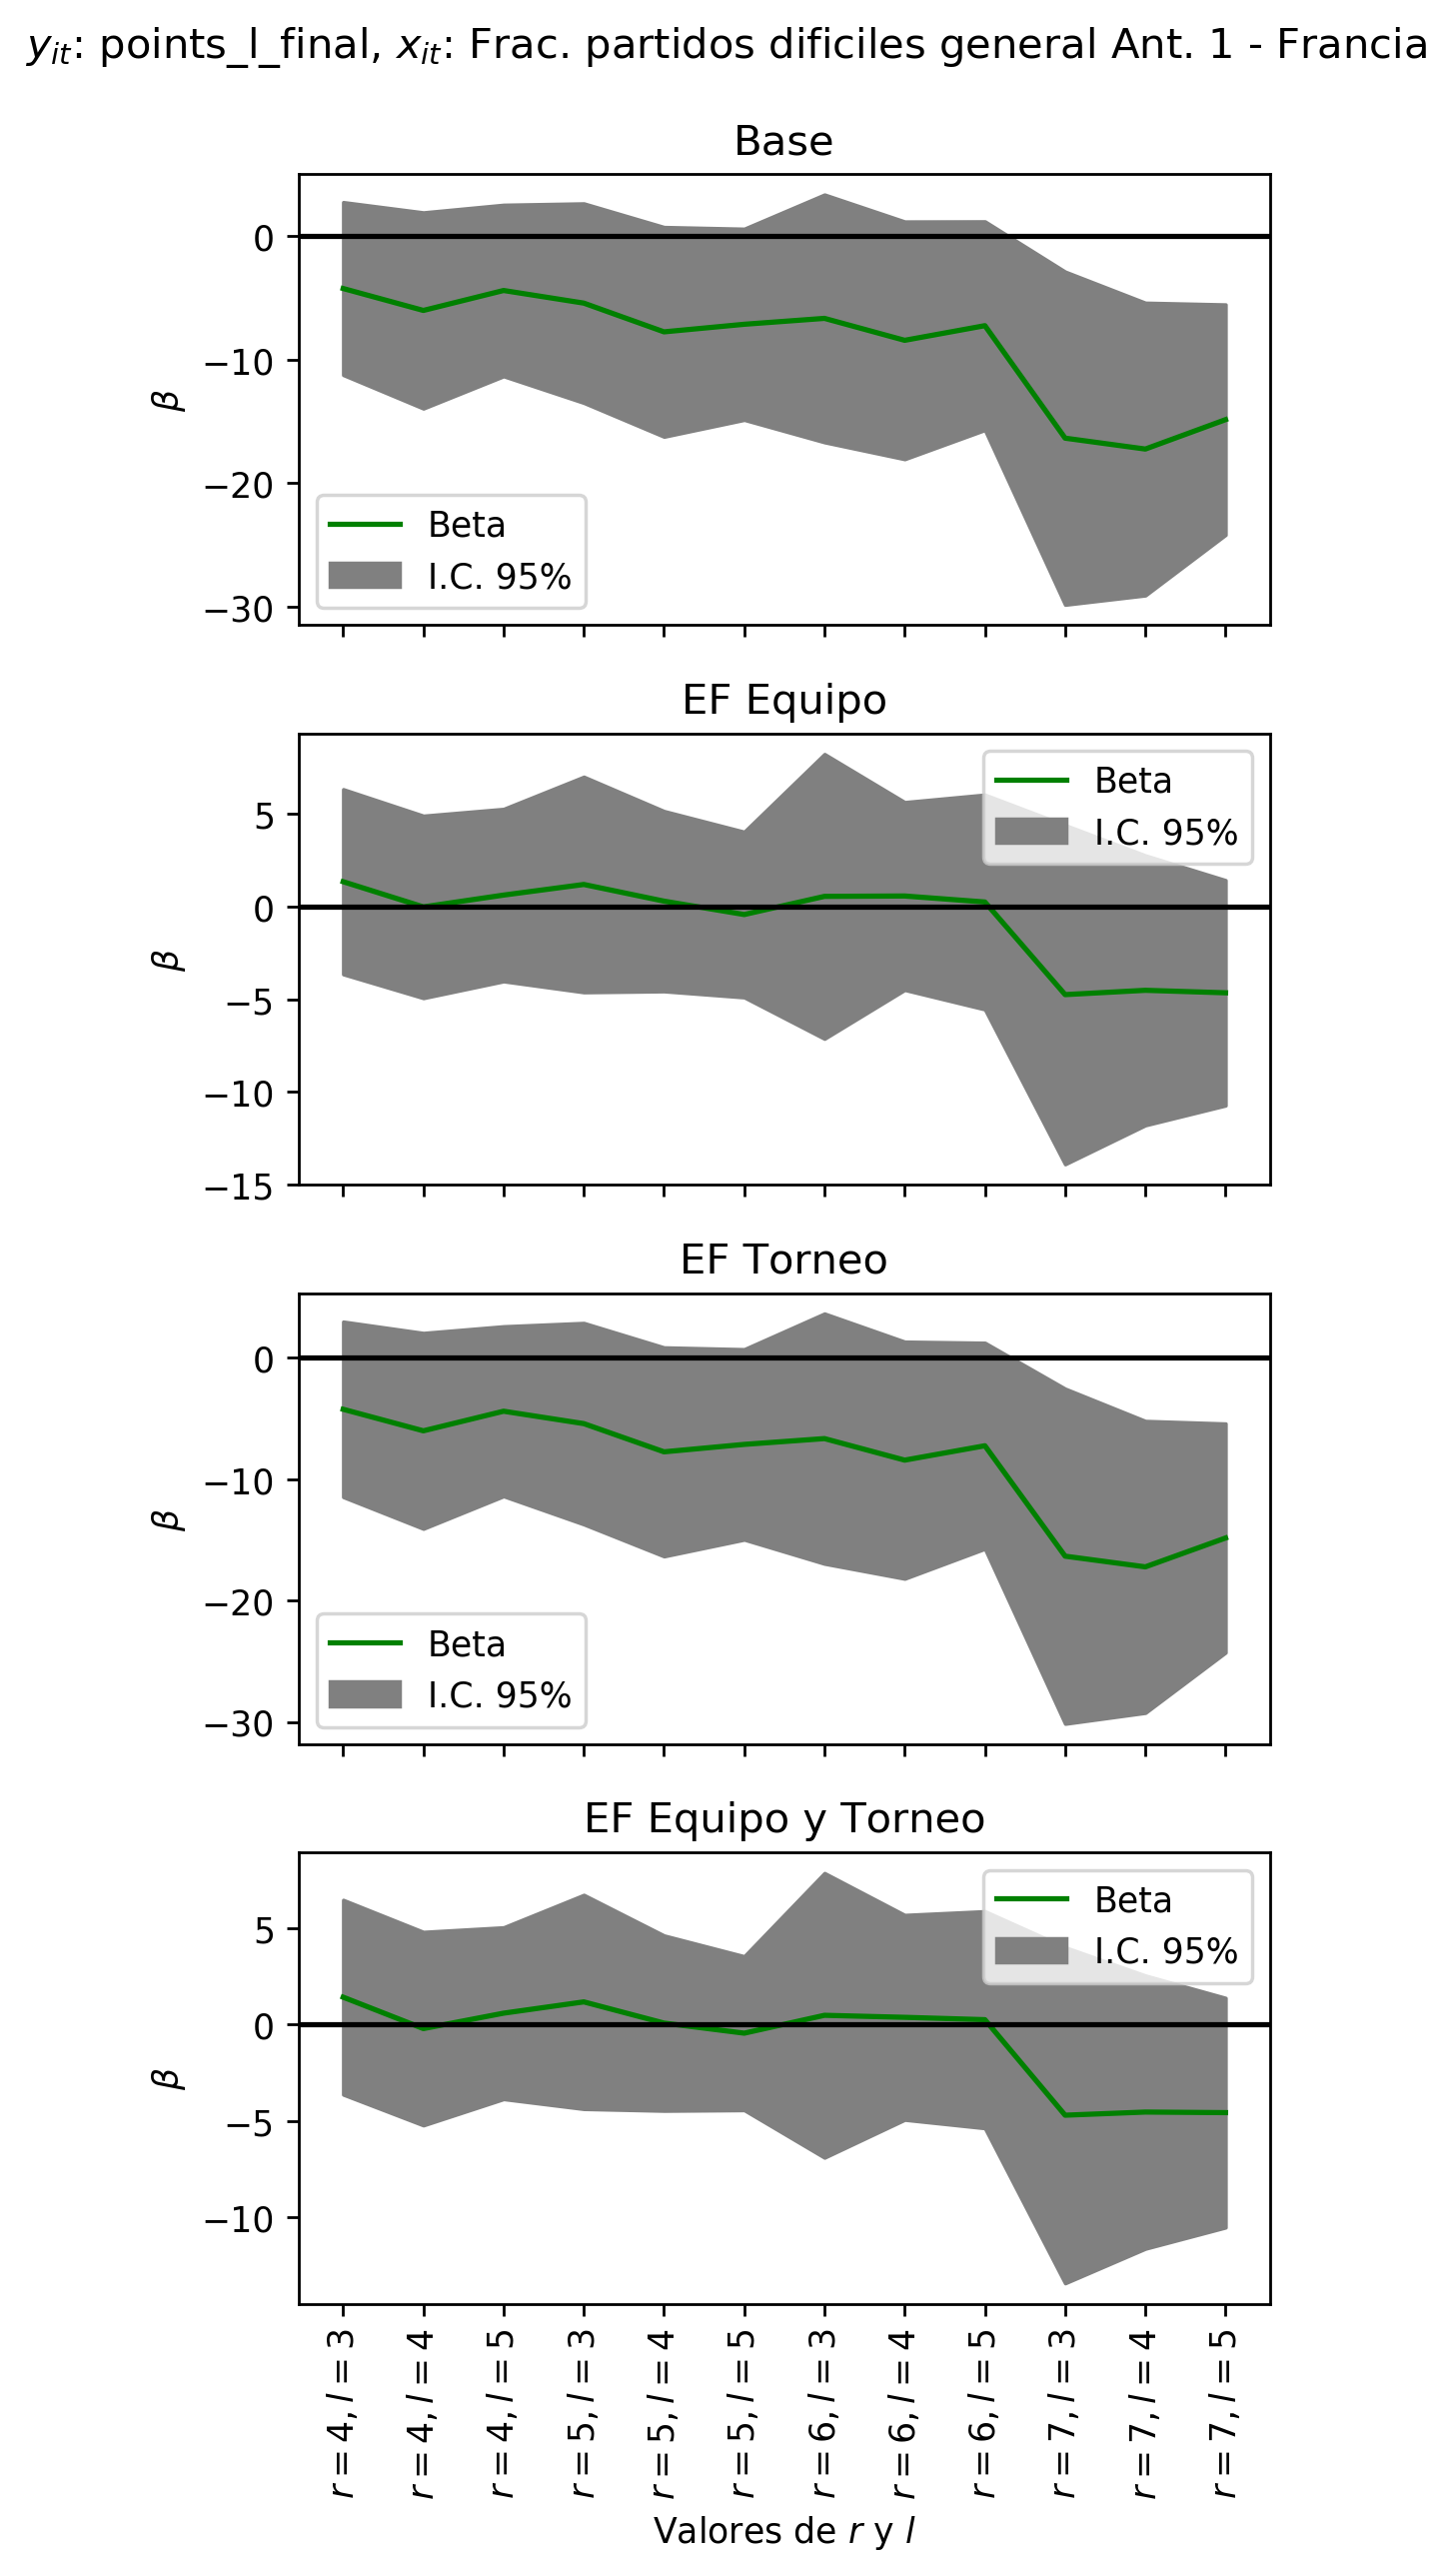 y_it: points_l_final, x_it: Frac. partidos dificiles general Ant. 1 - Francia
Base
0
−10
−20
−30
β
Beta
I.C. 95%
EF Equipo
5
0
−5
−10
−15
β
Beta
I.C. 95%
EF Torneo
0
−10
−20
−30
β
Beta
I.C. 95%
EF Equipo y Torneo
5
0
−5
−10
β
Beta
I.C. 95%
r = 4, l = 3
r = 4, l = 4
r = 4, l = 5
r = 5, l = 3
r = 5, l = 4
r = 5, l = 5
r = 6, l = 3
r = 6, l = 4
r = 6, l = 5
r = 7, l = 3
r = 7, l = 4
r = 7, l = 5
Valores de r y l